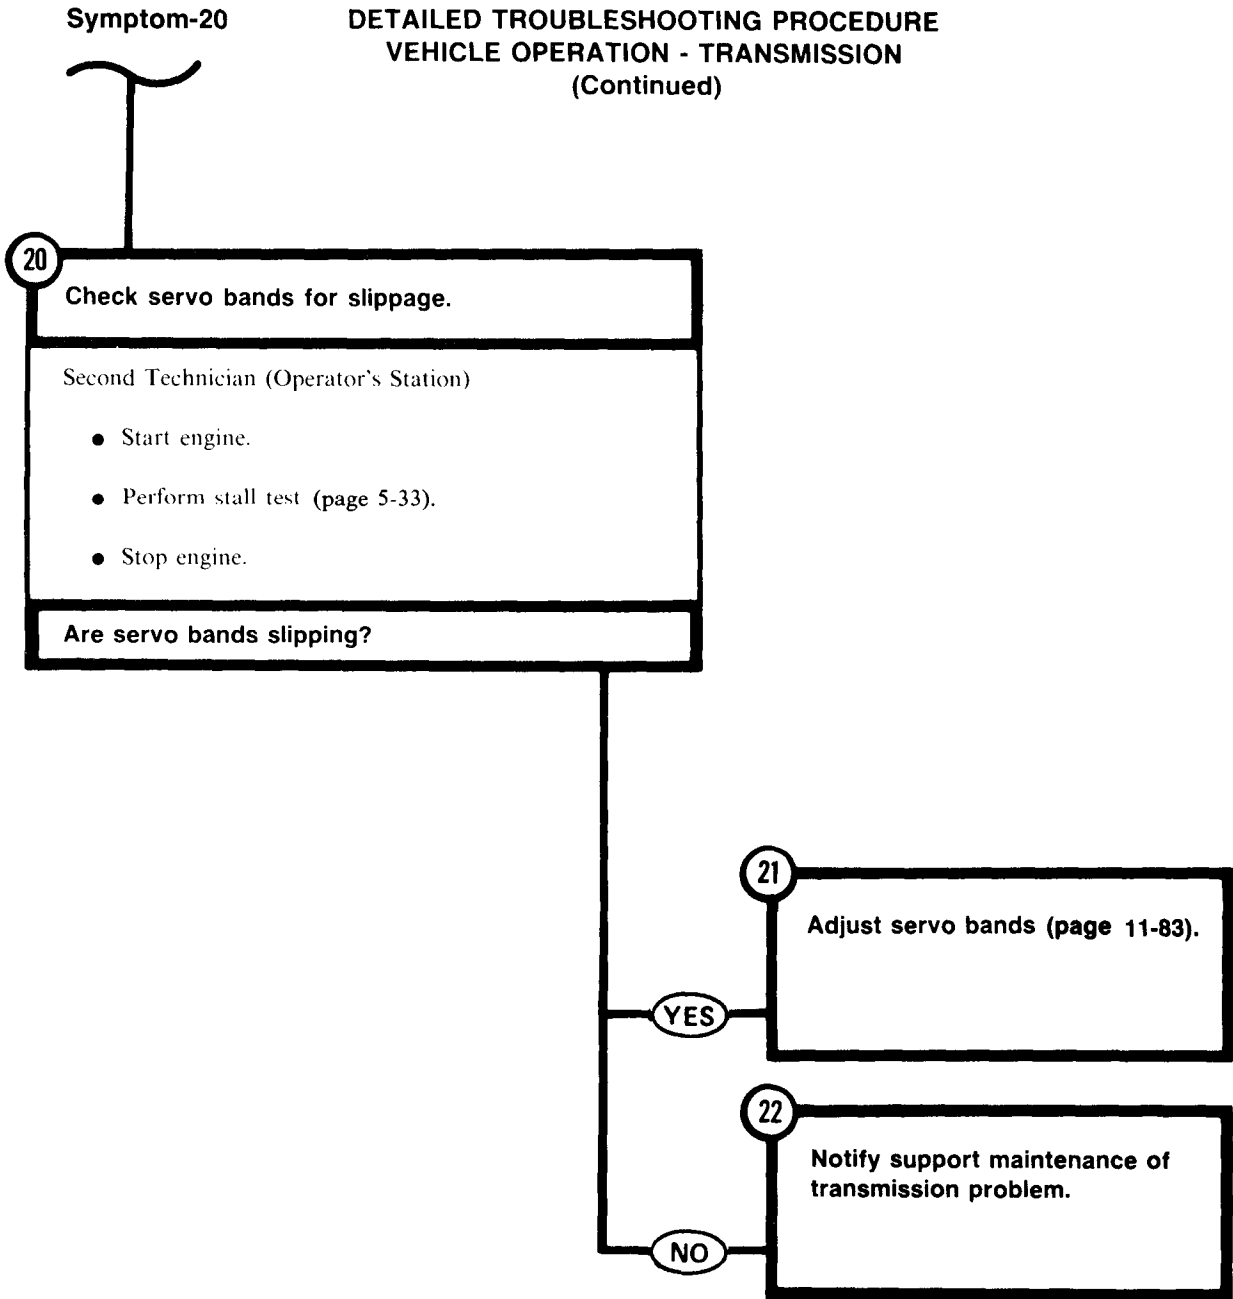 Symptom-20
DETAILED TROUBLESHOOTING PROCEDURE
VEHICLE OPERATION - TRANSMISSION
(Continued)
20
Check servo bands for slippage.
Second Technician (Operator's Station)
● Start engine.
● Perform stall test (page 5-33).
● Stop engine.
Are servo bands slipping?
21
Adjust servo bands (page 11-83).
YES
22
Notify support maintenance of
transmission problem.
NO